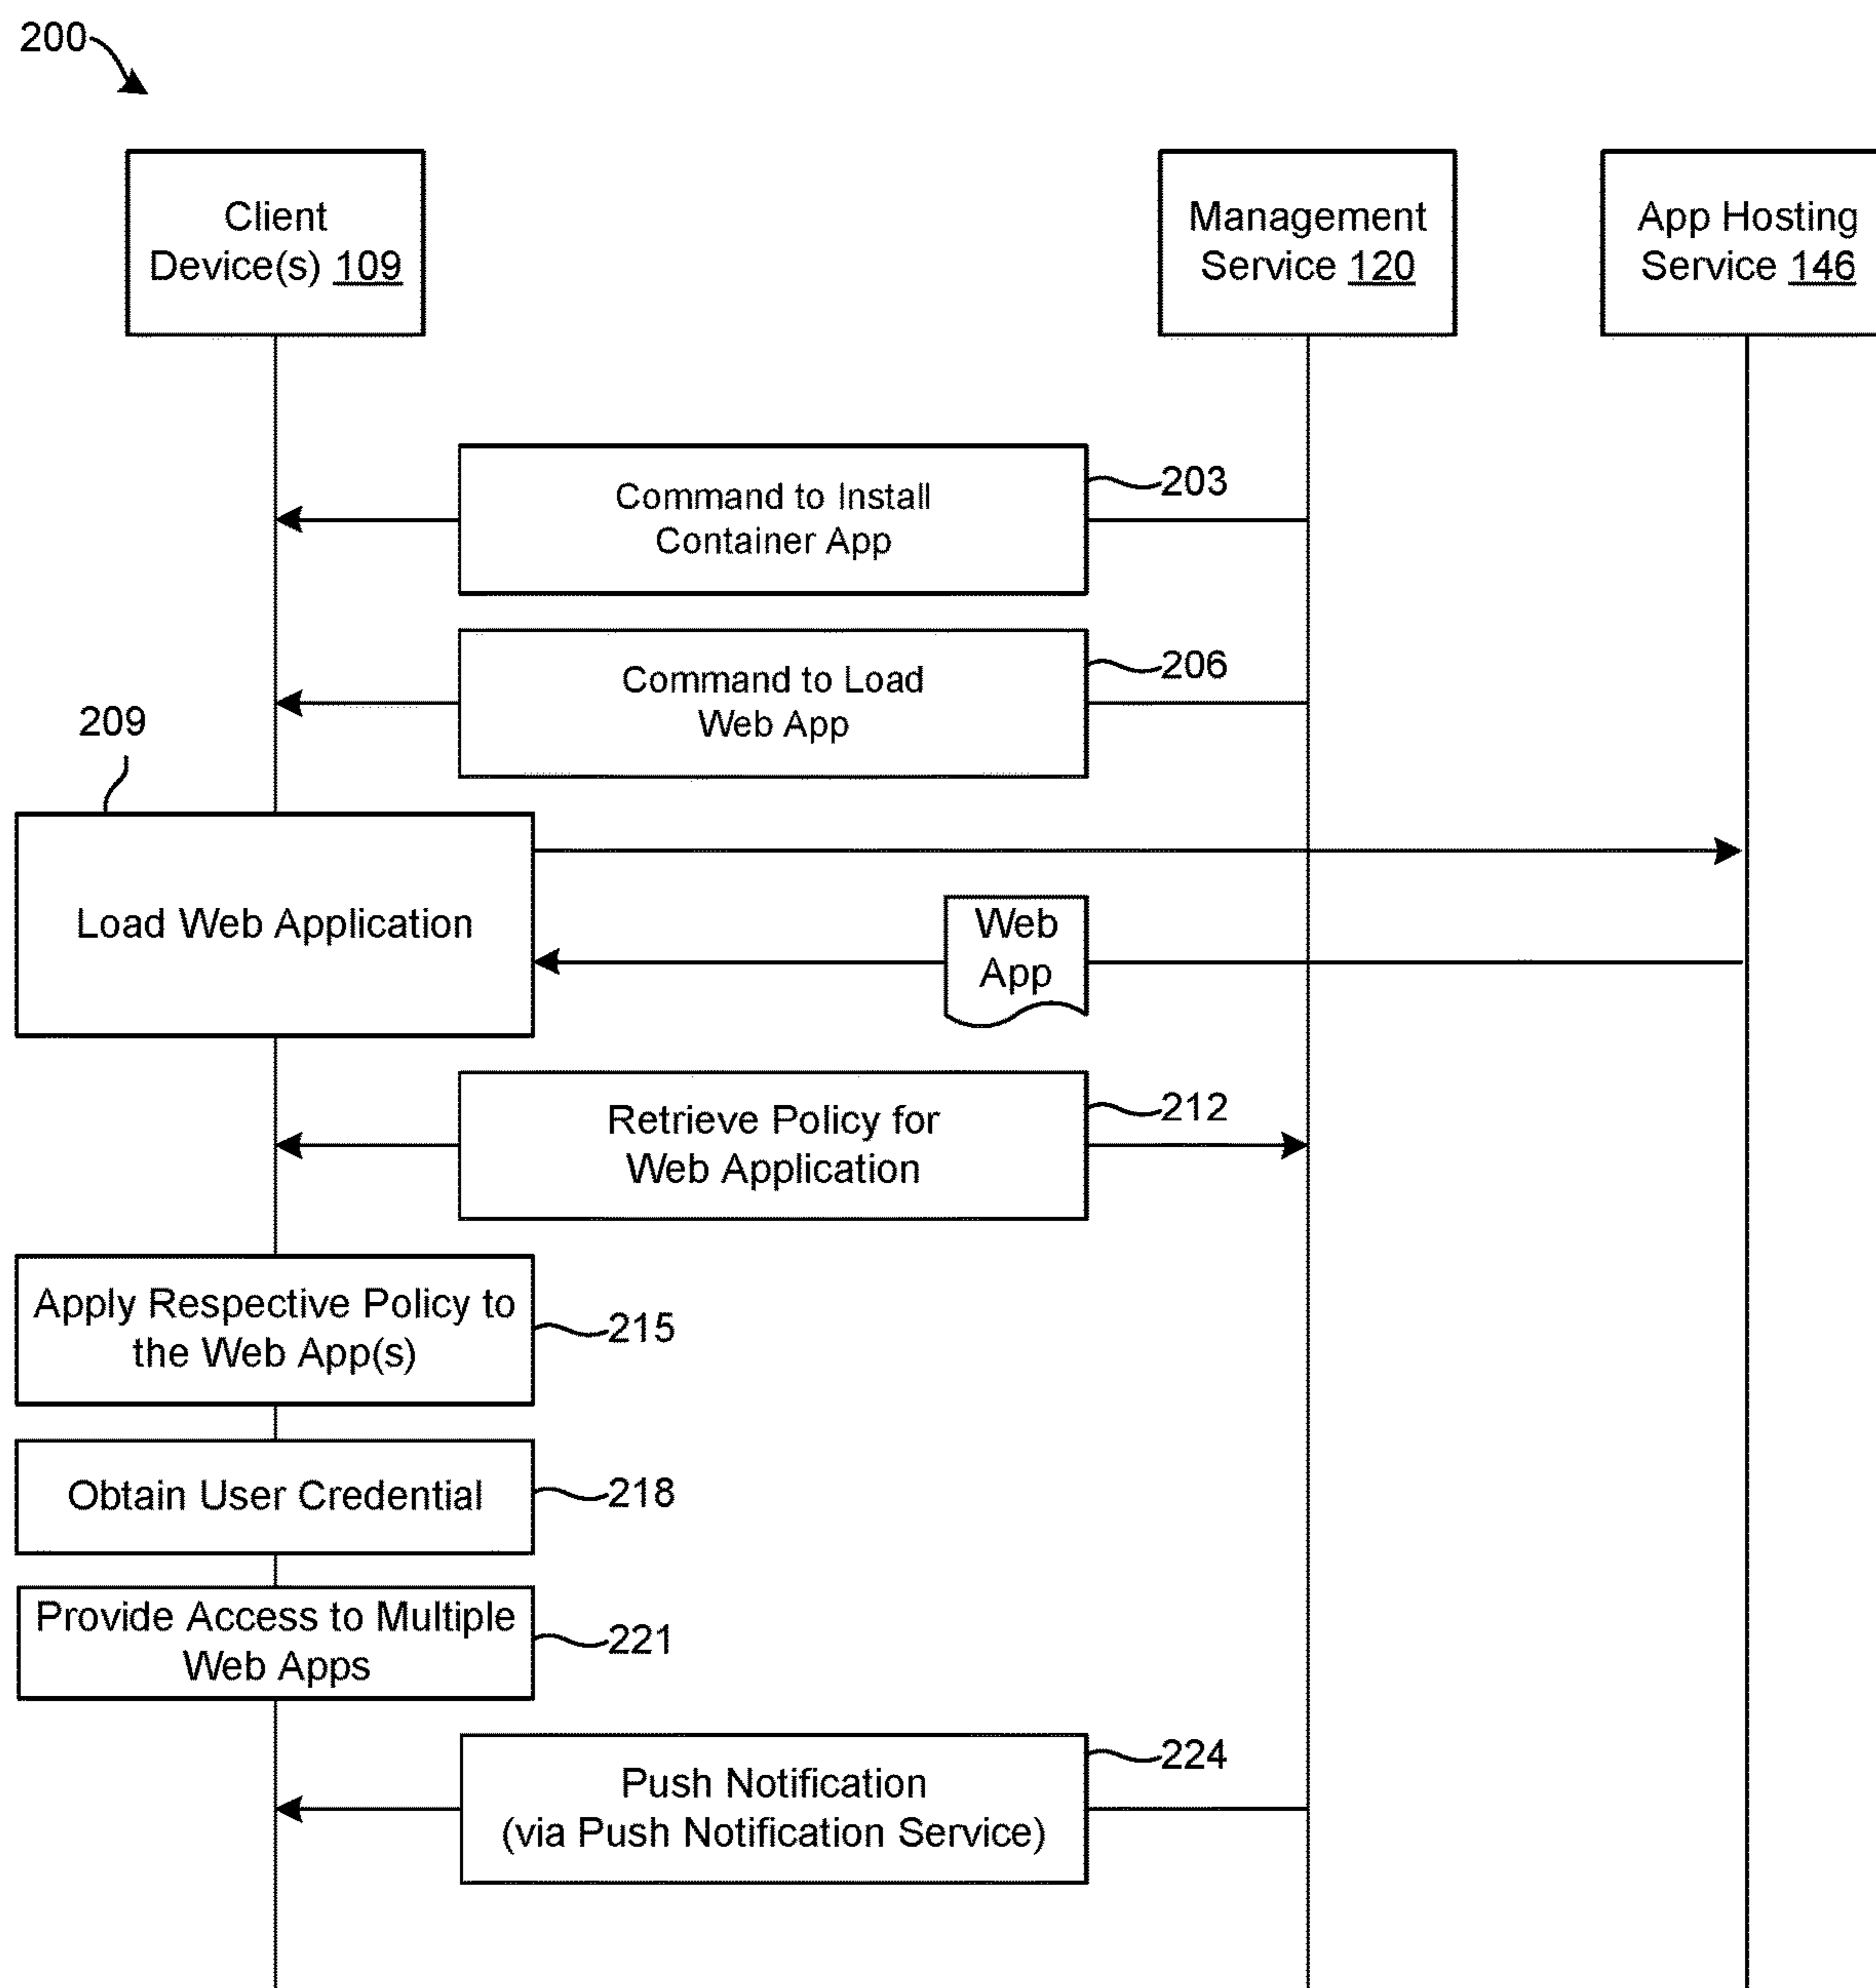 200
Client
Device(s) 109
Management
Service 120
App Hosting
Service 146
Command to Install
Container App
203
Command to Load
Web App
206
209
Load Web Application
Web
App
Retrieve Policy for
Web Application
212
Apply Respective Policy to
the Web App(s)
215
Obtain User Credential
218
Provide Access to Multiple
Web Apps
221
Push Notification
(via Push Notification Service)
224